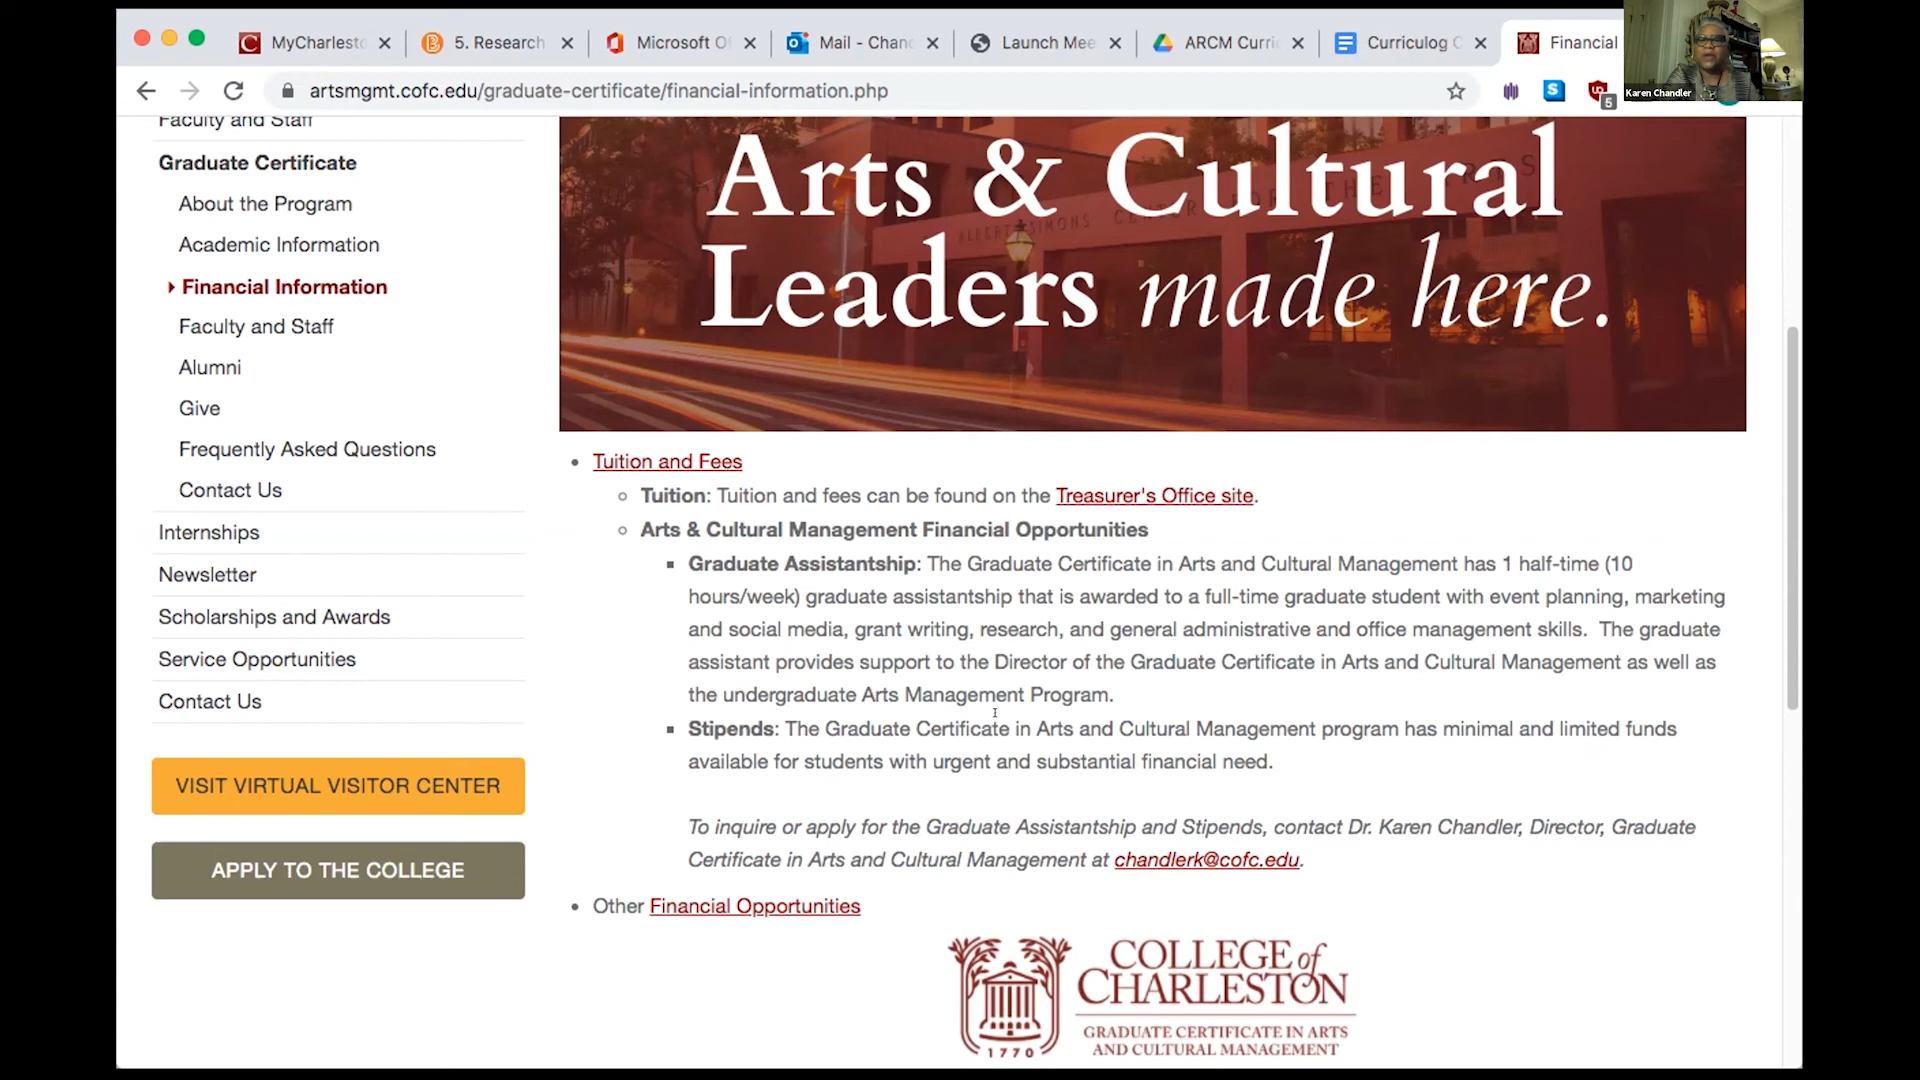 MyCharlesto
5. Research
Microsoft Of
Mail - Chanc
Launch Mee
ARCM Curri
Curriculog C
Financial
artsmgmt.cofc.edu/graduate-certificate/financial-information.php
5
Karen Chandler
Faculty and Staff
Graduate Certificate
About the Program
Academic Information
Financial Information
Faculty and Staff
Alumni
Give
Frequently Asked Questions
Contact Us
Internships
Newsletter
Scholarships and Awards
Service Opportunities
Contact Us
VISIT VIRTUAL VISITOR CENTER
APPLY TO THE COLLEGE
Arts & Cultural
Leaders made here.
Tuition and Fees
Tuition: Tuition and fees can be found on the Treasurer's Office site.
Arts & Cultural Management Financial Opportunities
Graduate Assistantship: The Graduate Certificate in Arts and Cultural Management has 1 half-time (10
hours/week) graduate assistantship that is awarded to a full-time graduate student with event planning, marketing
and social media, grant writing, research, and general administrative and office management skills. The graduate
assistant provides support to the Director of the Graduate Certificate in Arts and Cultural Management as well as
the undergraduate Arts Management Program.
Stipends: The Graduate Certificate in Arts and Cultural Management program has minimal and limited funds
available for students with urgent and substantial financial need.
To inquire or apply for the Graduate Assistantship and Stipends, contact Dr. Karen Chandler, Director, Graduate
Certificate in Arts and Cultural Management at chandlerk@cofc.edu.
Other Financial Opportunities
COLLEGE of
CHARLESTON
1770
GRADUATE CERTIFICATE IN ARTS
AND CULTURAL MANAGEMENT